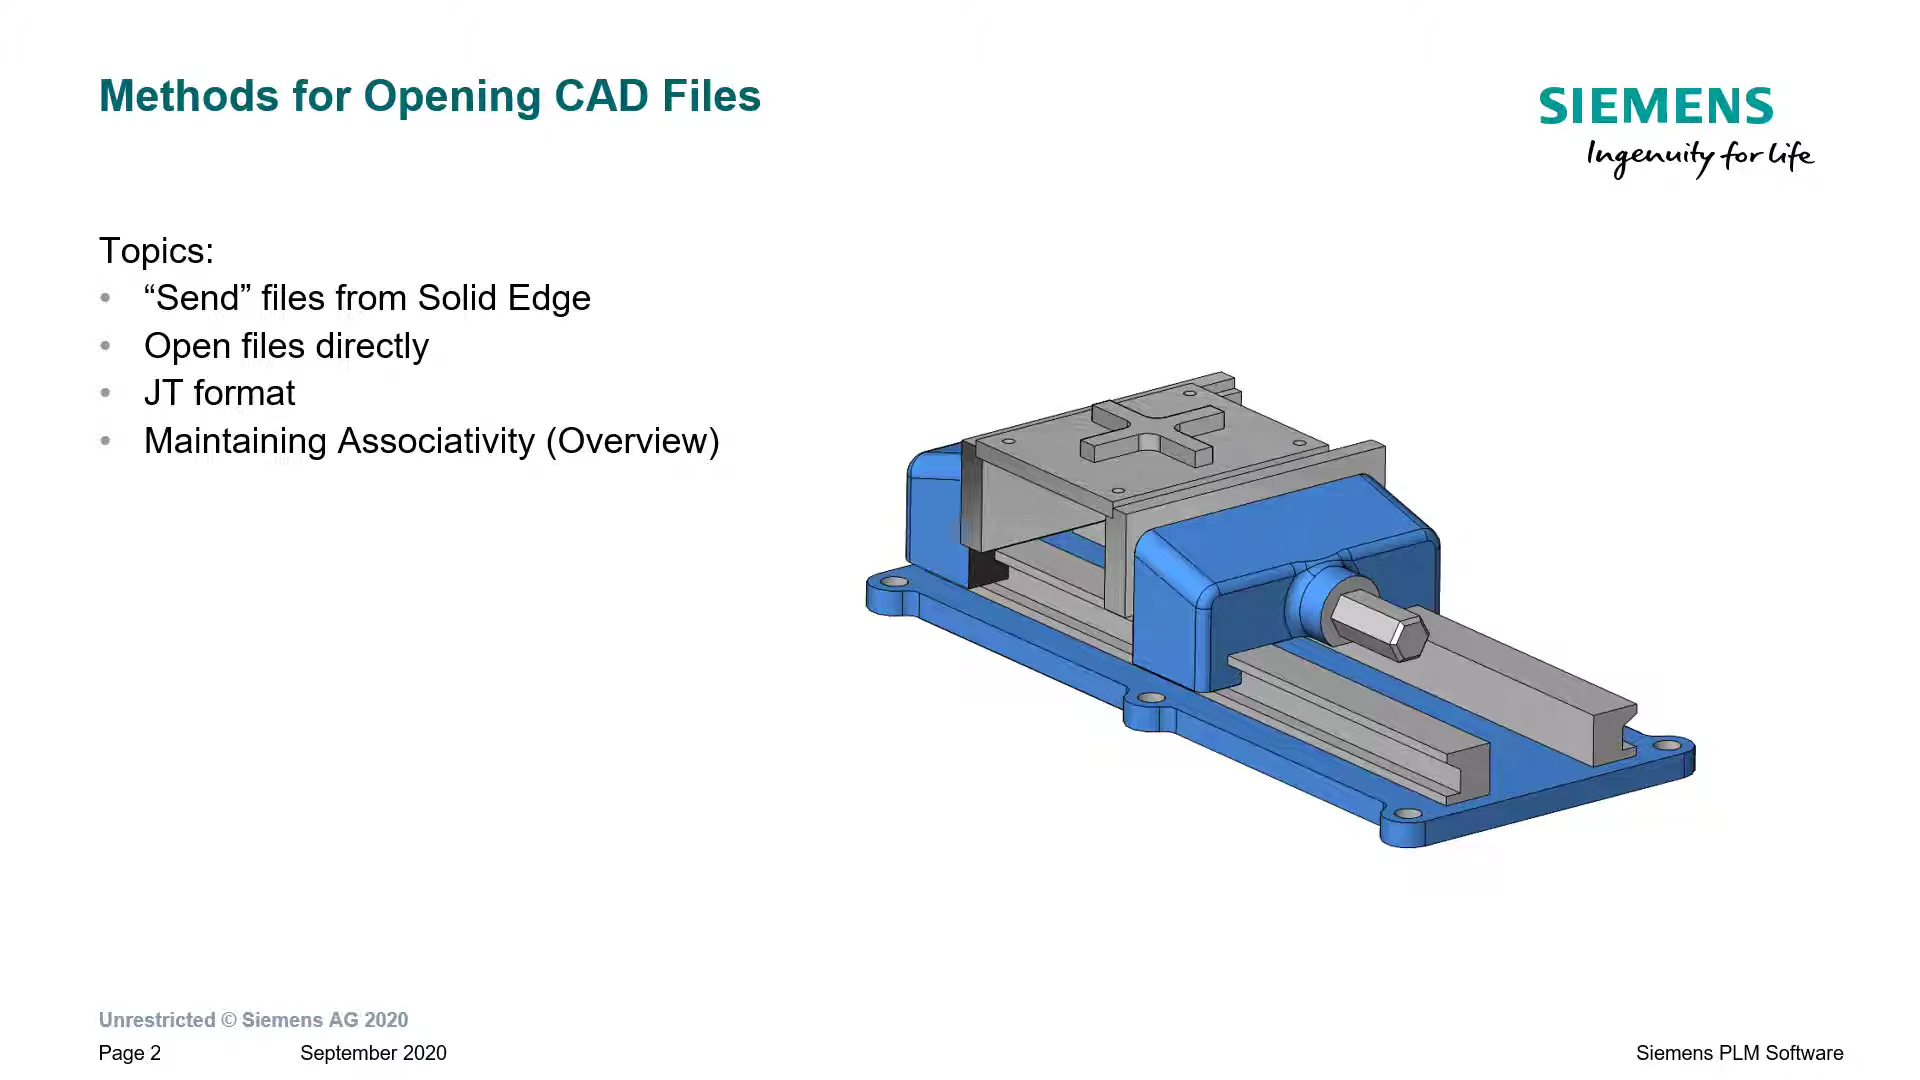 Methods for Opening CAD Files
SIEMENS
Ingenuity for life
Topics:
• “Send” files from Solid Edge
• Open files directly
• JT format
• Maintaining Associativity (Overview)
Unrestricted © Siemens AG 2020
Page 2 September 2020 Siemens PLM Software